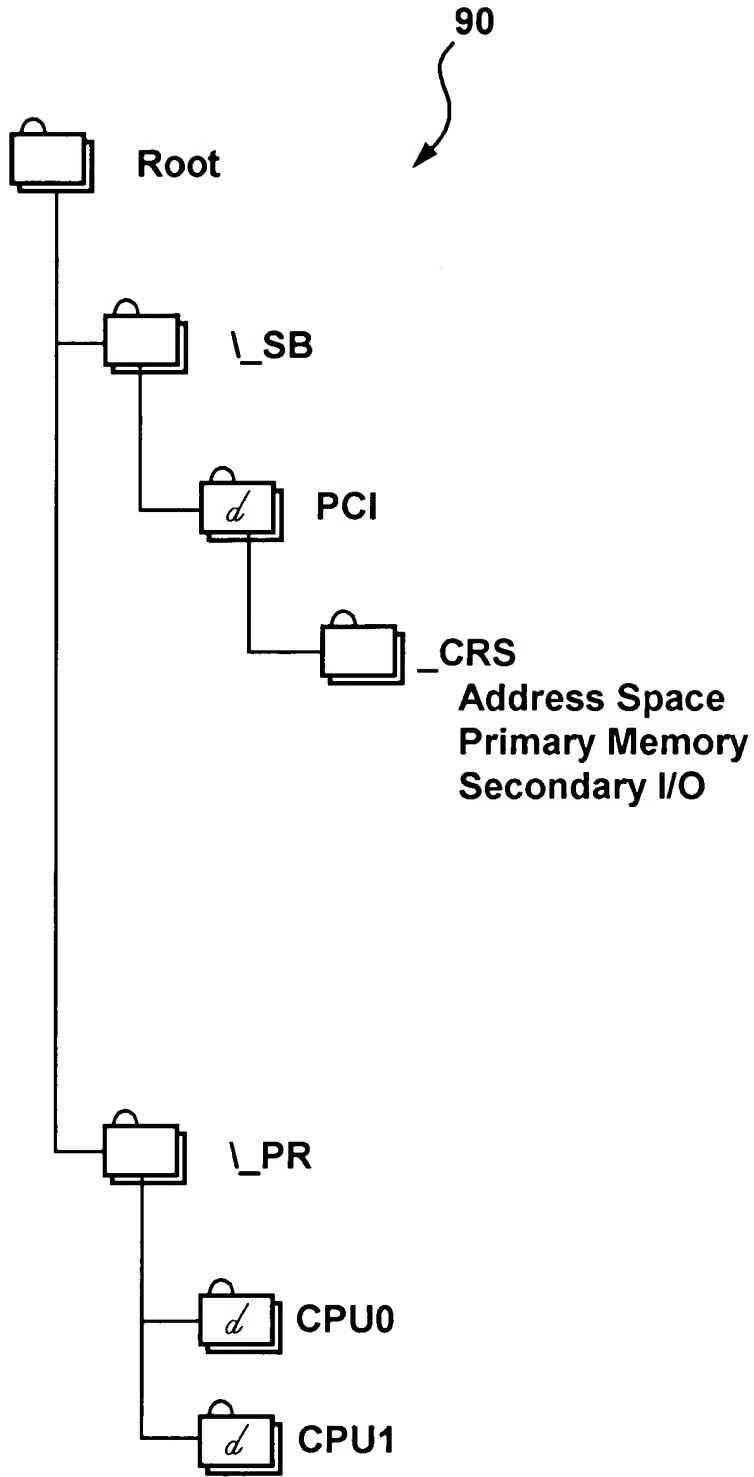 90
Root
\_SB
d PCI
_CRS
Address Space
Primary Memory
Secondary I/O
\_PR
d CPU0
d CPU1